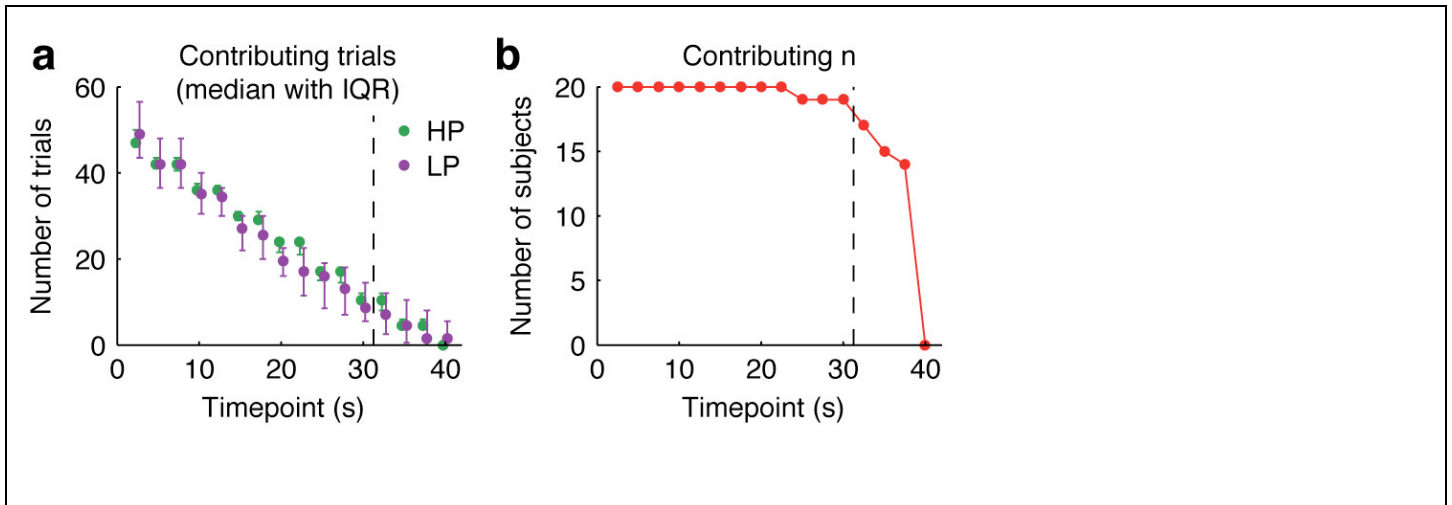 a
Contributing trials
(median with IQR)
60
40
20
0
Number of trials
HP
LP
0 10 20 30 40
Timepoint (s)
b
Contributing n
20
15
10
5
0
Number of subjects
0 10 20 30 40
Timepoint (s)